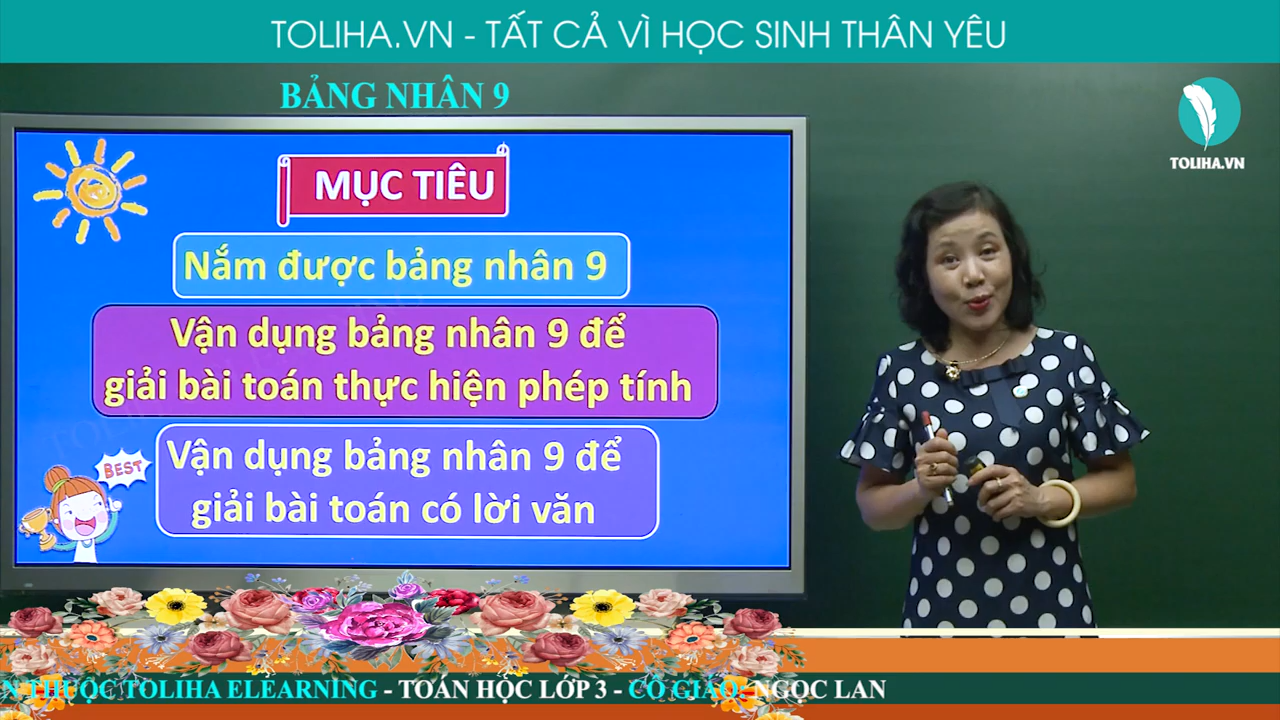 TOLIHA.VN - TẤT CẢ VÌ HỌC SINH THÂN YÊU
BẢNG NHÂN 9
TOLIHA.VN
MỤC TIÊU
Nắm được bảng nhân 9
Vận dụng bảng nhân 9 để
giải bài toán thực hiện phép tính
Vận dụng bảng nhân 9 để
giải bài toán có lời văn
BEST
N THUỘC TOLIHA ELEARNING - TOÁN HỌC LỚP 3 - CÔ GIÁO: NGỌC LAN